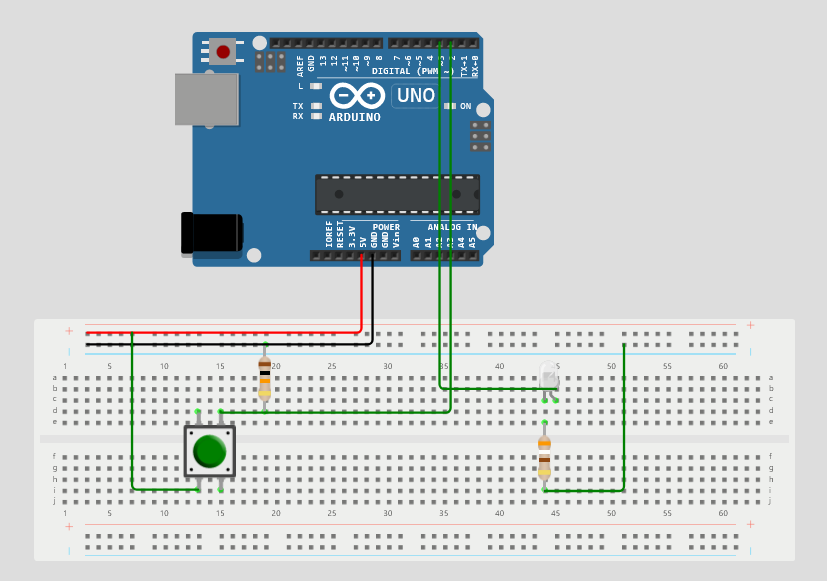 AREF
GND
13
12
~11
~10
~9
8
7
~6
~5
4
~3
2
TX→1
RX←0
DIGITAL (PWM ~)
L
UNO
TX
ON
RX
ARDUINO
POWER
ANALOG IN
IOREF
RESET
3.3V
5V
GND
GND
Vin
A0
A1
A2
A3
A4
A5
+ +
1 5 20 25 30 35 40 45 50 55 60
a a
b b
c c
d d
e e
f f
g g
h h
i i
j j
1 5 10 15 20 25 30 35 40 45 50 55 60
+ +